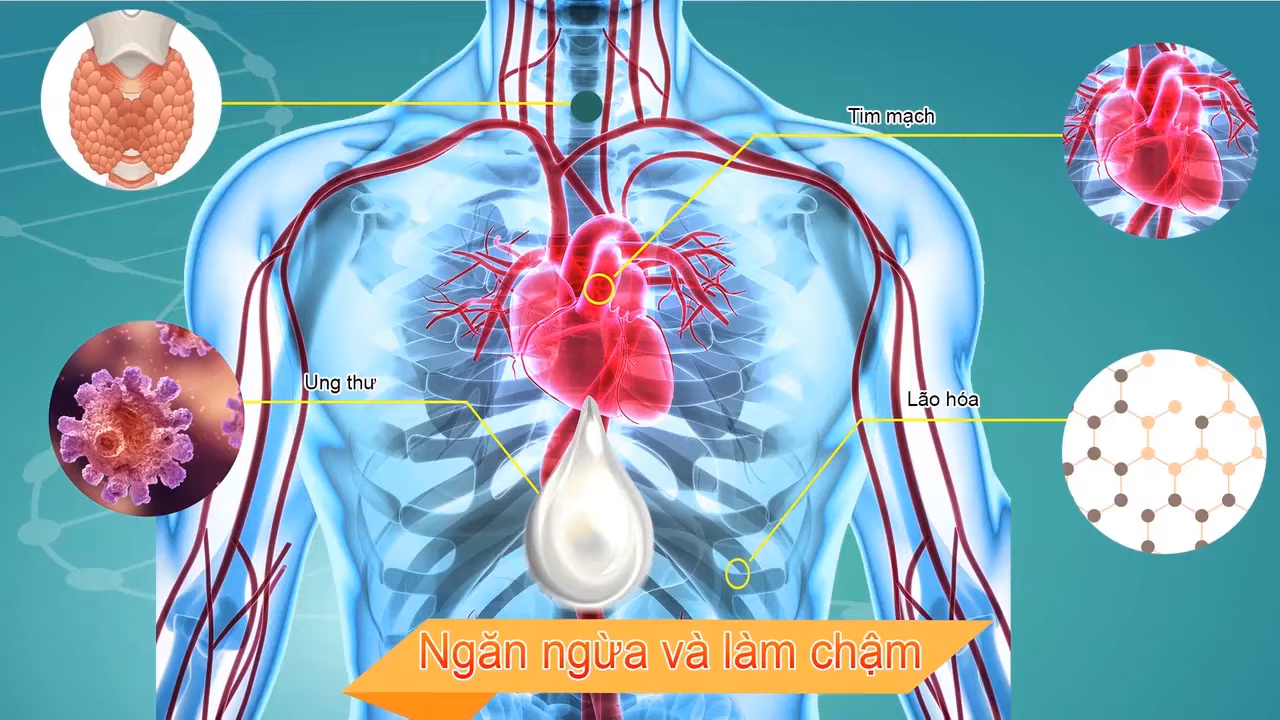 Tim mạch
Ung thư
Lão hóa
Ngăn ngừa và làm chậm